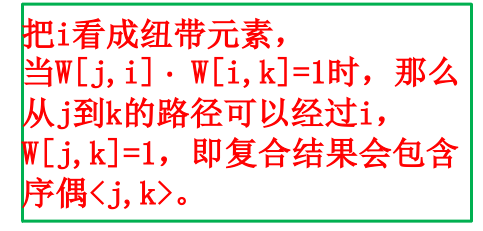 把i看成纽带元素，
当W[j,i]·W[i,k]=1时，那么
从j到k的路径可以经过i，
W[j,k]=1，即复合结果会包含
序偶<j,k>。